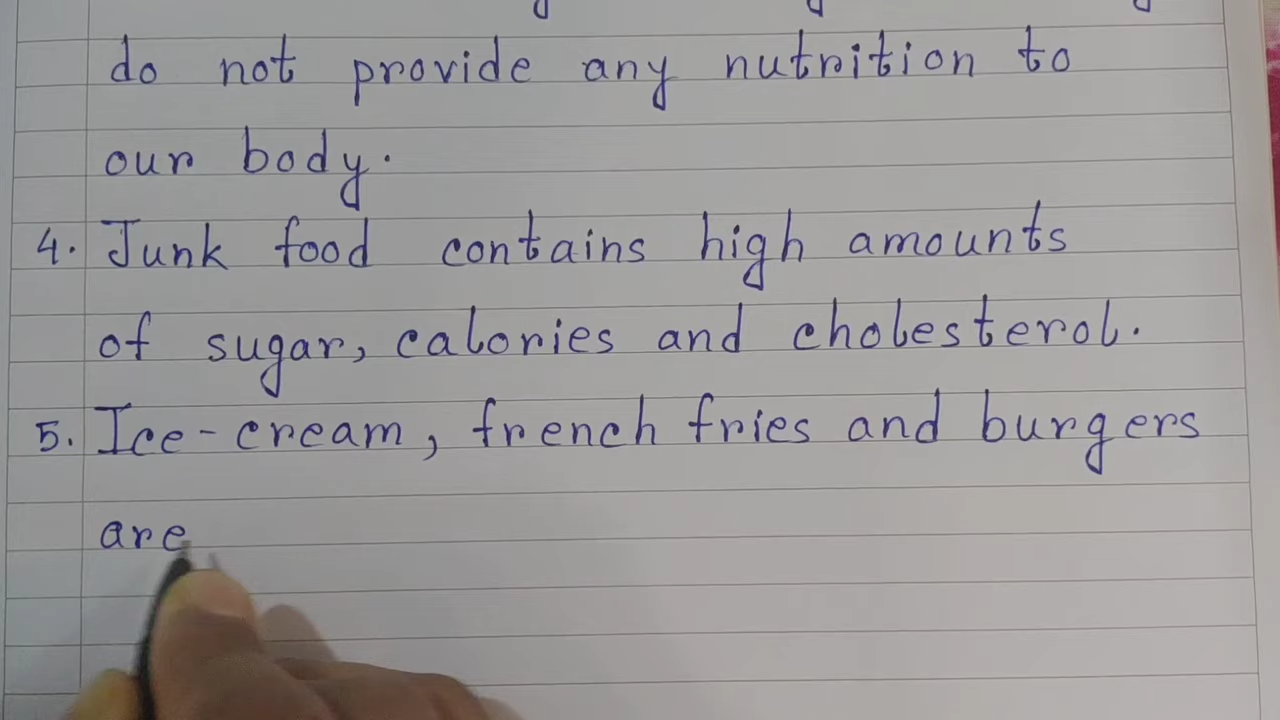 do not provide any nutrition to
our body.
4. Junk food contains high amounts
of sugar, calories and cholesterol.
5. Ice-cream, french fries and burgers
are